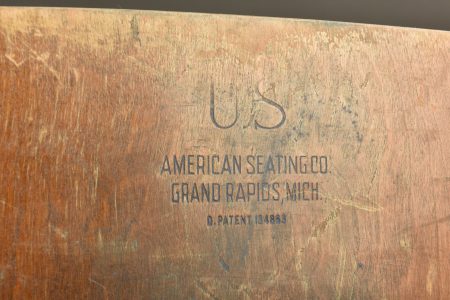 US
AMERICAN SEATING CO.
GRAND RAPIDS, MICH.
D. PATENT 134883